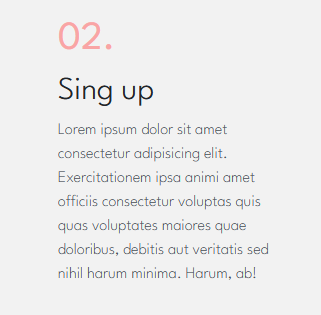 02.
Sing up
Lorem ipsum dolor sit amet
consectetur adipisicing elit.
Exercitationem ipsa animi amet
officiis consectetur voluptas quis
quas voluptates maiores quae
doloribus, debitis aut veritatis sed
nihil harum minima. Harum, ab!